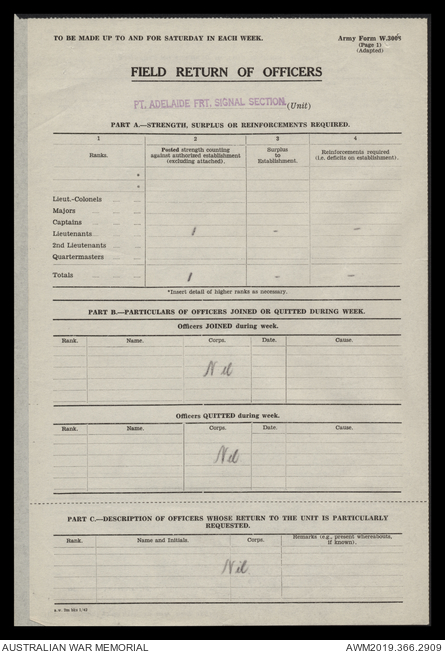 TO BE MADE UP TO AND FOR SATURDAY IN EACH WEEK.
Army Form W.3008
(Page 1)
(Adapted)
FIELD RETURN OF OFFICERS
PT. ADELAIDE FRT. SIGNAL SECTION. (Unit)
PART A.—STRENGTH, SURPLUS OR REINFORCEMENTS REQUIRED.
1 2 3 4
Ranks. Posted strength counting against authorized establishment (excluding attached). Surplus to Establishment. Reinforcements required (i.e. deficits on establishment).
*
*
Lieut.-Colonels
Majors
Captains
Lieutenants 1 - -
2nd Lieutenants
Quartermasters
Totals 1 - -
*Insert detail of higher ranks as necessary.
PART B.—PARTICULARS OF OFFICERS JOINED OR QUITTED DURING WEEK.
Officers JOINED during week.
Rank. Name. Corps. Date. Cause.
Nil
Officers QUITTED during week.
Rank. Name. Corps. Date. Cause.
Nil
PART C.—DESCRIPTION OF OFFICERS WHOSE RETURN TO THE UNIT IS PARTICULARLY
REQUESTED.
Rank. Name and Initials. Corps. Remarks (e.g., present whereabouts, if known).
Nil
AUSTRALIAN WAR MEMORIAL AWM2019.366.2909